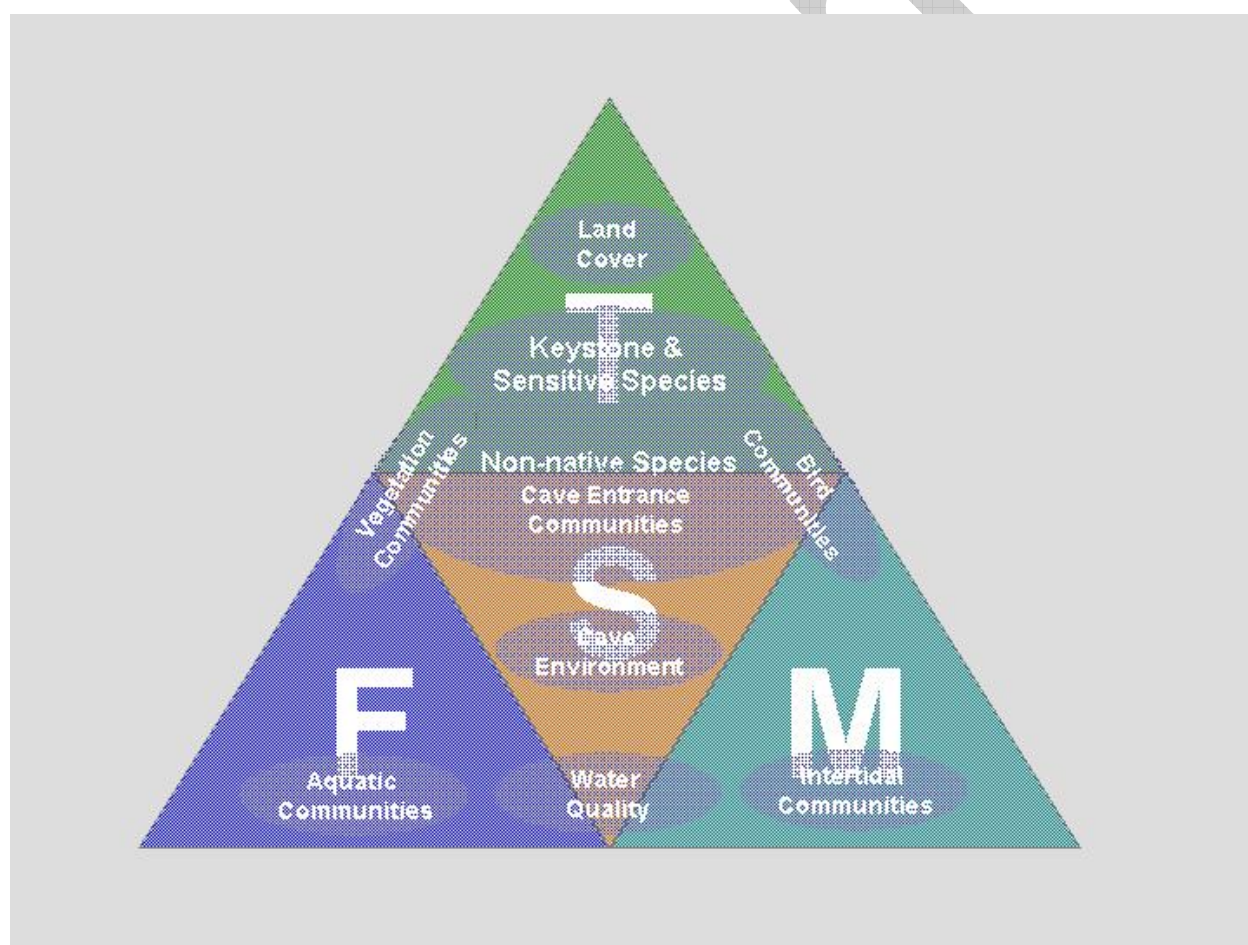 Land
Cover
T
Keystone &
Sensitive Species
Vegetation
Communities
Non-native Species
Bird
Communities
Cave Entrance
Communities
S
Cave
Environment
F
M
Aquatic
Communities
Water
Quality
Intertidal
Communities